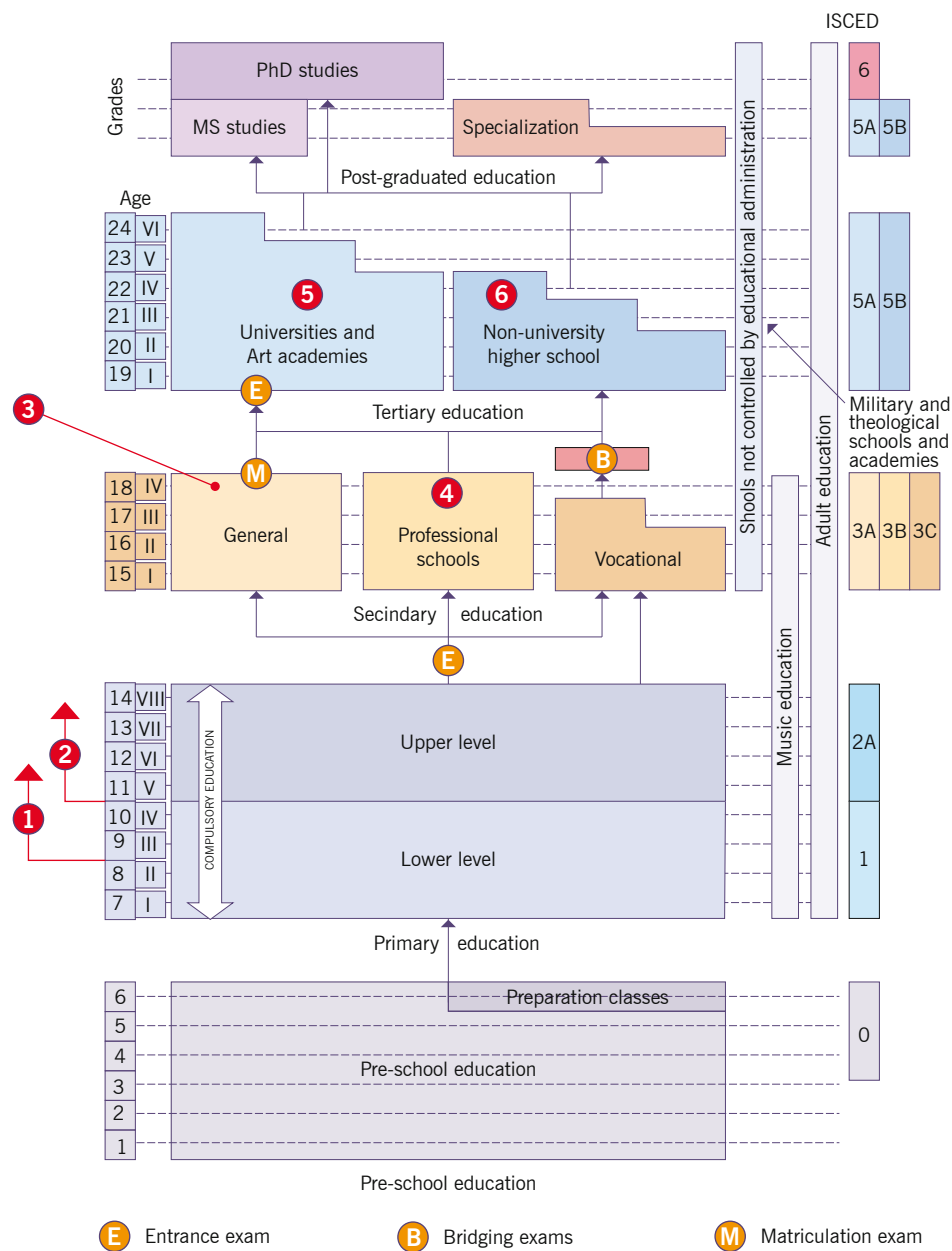 ISCED
Grades
PhD studies
6
MS studies
Specialization
5A 5B
Post-graduated education
Age
24 VI
23 V
22 IV
21 III
20 II
19 I
5
Universities and
Art academies
6
Non-university
higher school
5A 5B
E
3
Tertiary education
Military and
theological
schools and
academies
M
B
18 IV
17 III
16 II
15 I
General
4
Professional
schools
Vocational
3A 3B 3C
Secindary education
E
Shools not controlled by educational administration
Adult education
Music education
14 VIII
13 VII
12 VI
11 V
10 IV
9 III
8 II
7 I
2
1
COMPULSORY EDUCATION
Upper level
Lower level
2A
1
Primary education
6
5
4
3
2
1
Preparation classes
Pre-school education
0
Pre-school education
E Entrance exam
B Bridging exams
M Matriculation exam